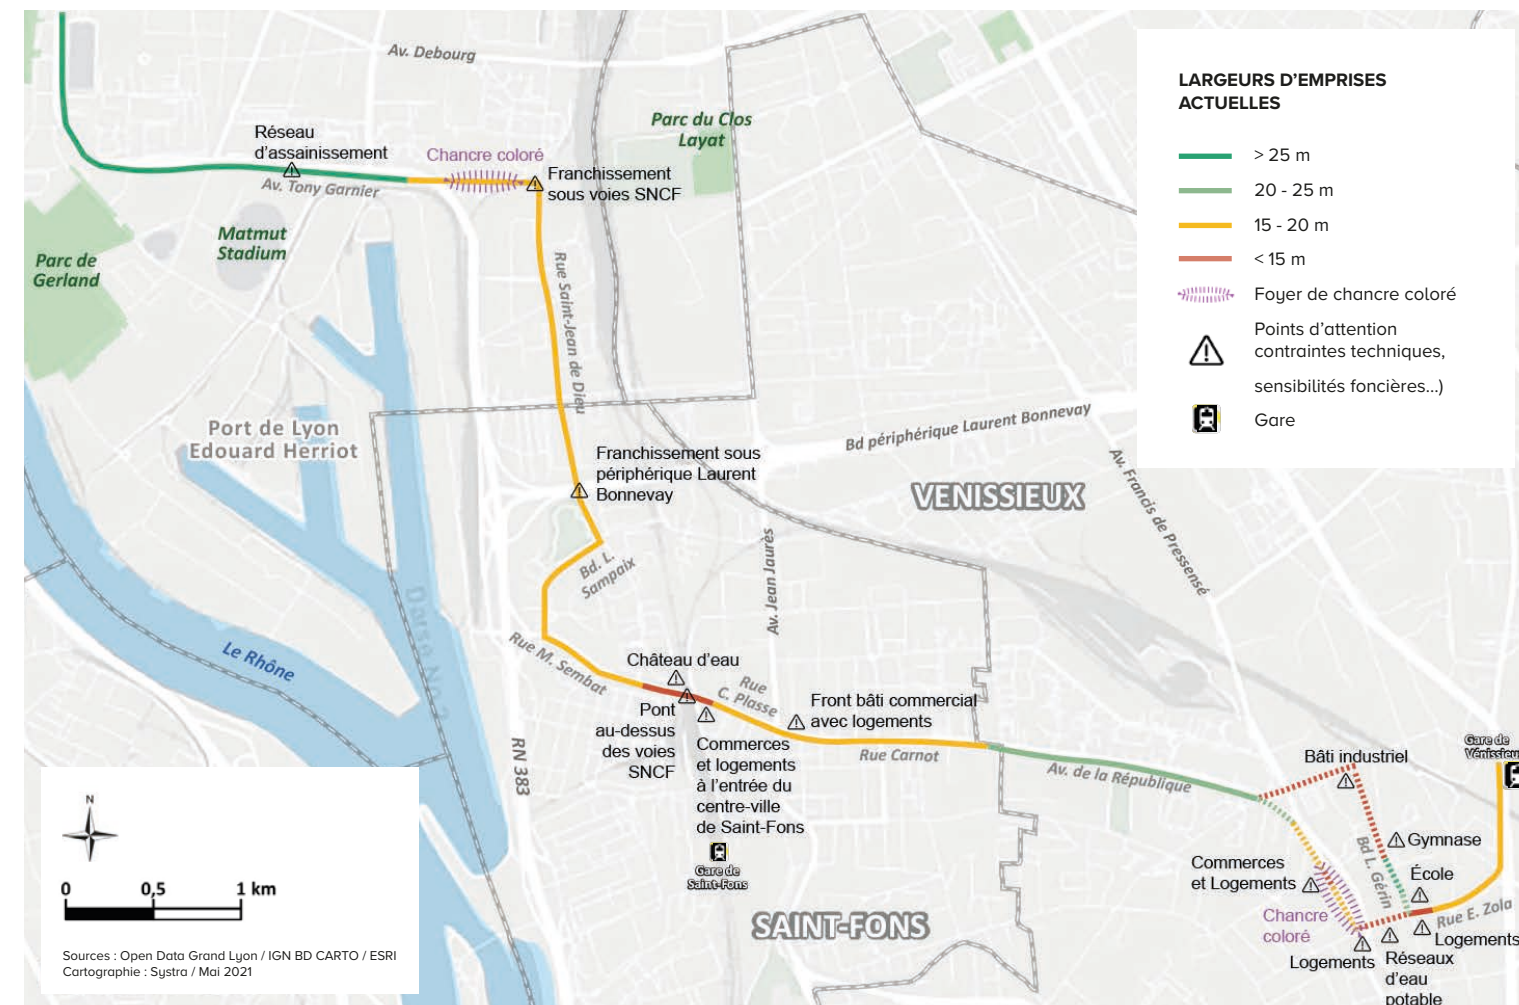 Av. Debourg
Parc du Clos
Layat
Réseau
d'assainissement
Chancre coloré
Franchissement
sous voies SNCF
Av. Tony Garnier
Matmut
Stadium
Parc de
Gerland
Rue Saint-Jean de Dieu
Port de Lyon
Edouard Herriot
Bd périphérique Laurent Bonnevay
Franchissement sous
périphérique Laurent
Bonnevay
VENISSIEUX
Av. Francis de Pressensé
Bd. L.
Sampaix
Av. Jean Jaurès
Darse No 2
Le Rhône
Rue M. Sembat
Château d'eau
Rue
C. Plasse
Pont
au-dessus
des voies
SNCF
Front bâti commercial
avec logements
Commerces
et logements
à l'entrée du
centre-ville
de Saint-Fons
RN 383
Rue Carnot
Av. de la République
Gare de
Saint-Fons
SAINT-FONS
Bâti industriel
Gare de
Vénissieu
Gymnase
Bd L. Gérin
École
Commerces
et Logements
Chancre
coloré
Rue E. Zola
Logements
Logements
Réseaux
d'eau
potable
LARGEURS D'EMPRISES
ACTUELLES
> 25 m
20 - 25 m
15 - 20 m
< 15 m
Foyer de chancre coloré
Points d'attention
contraintes techniques,
sensibilités foncières...)
Gare
N
0 0,5 1 km
Sources : Open Data Grand Lyon / IGN BD CARTO / ESRI
Cartographie : Systra / Mai 2021